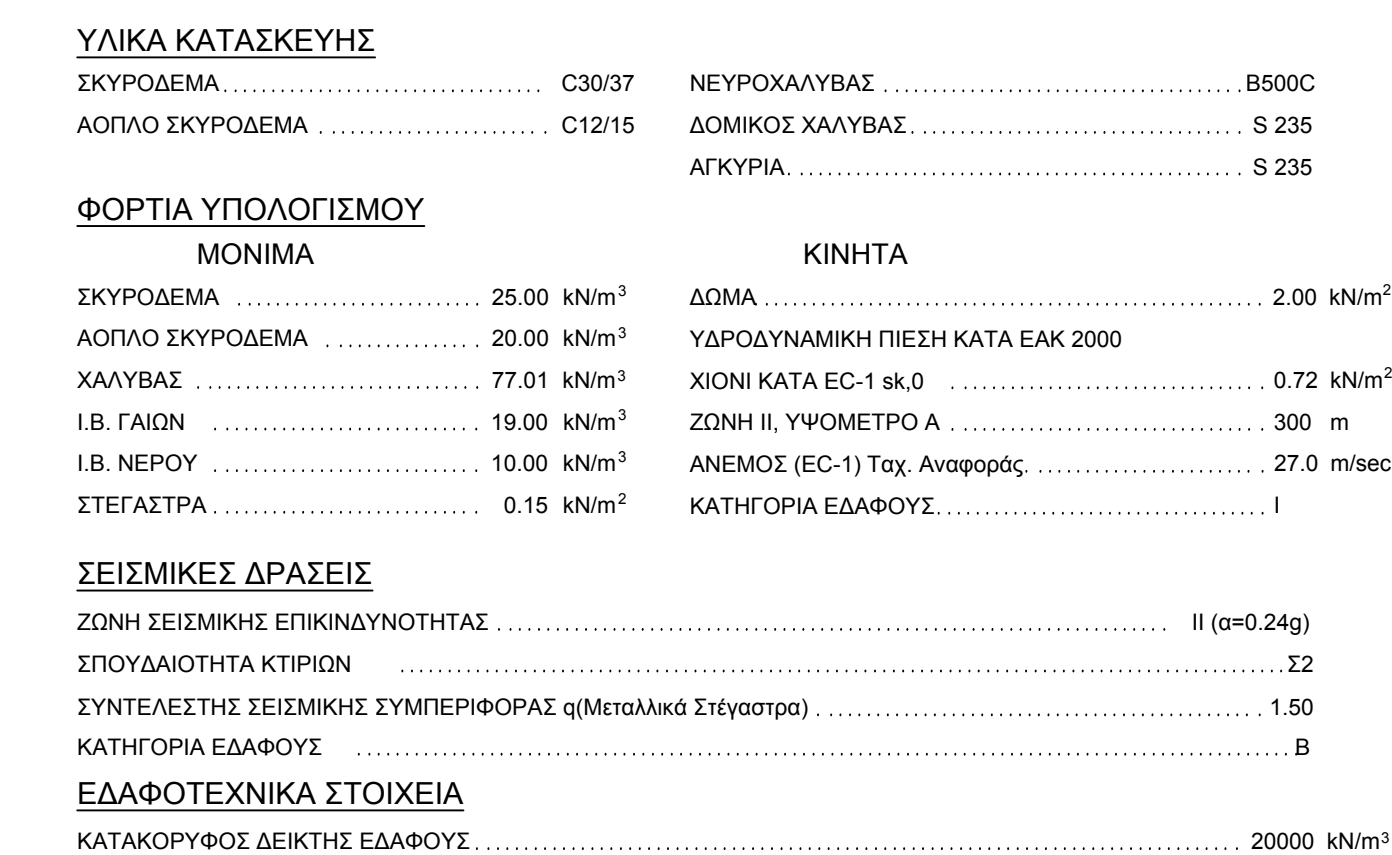 ΥΛΙΚΑ ΚΑΤΑΣΚΕΥΗΣ
ΣΚΥΡΟΔΕΜΑ C30/37
ΑΟΠΛΟ ΣΚΥΡΟΔΕΜΑ C12/15
ΝΕΥΡΟΧΑΛΥΒΑΣ B500C
ΔΟΜΙΚΟΣ ΧΑΛΥΒΑΣ S 235
ΑΓΚΥΡΙΑ S 235
ΦΟΡΤΙΑ ΥΠΟΛΟΓΙΣΜΟΥ
ΜΟΝΙΜΑ
ΣΚΥΡΟΔΕΜΑ 25.00 kN/m³
ΑΟΠΛΟ ΣΚΥΡΟΔΕΜΑ 20.00 kN/m³
ΧΑΛΥΒΑΣ 77.01 kN/m³
Ι.Β. ΓΑΙΩΝ 19.00 kN/m³
Ι.Β. ΝΕΡΟΥ 10.00 kN/m³
ΣΤΕΓΑΣΤΡΑ 0.15 kN/m²
ΚΙΝΗΤΑ
ΔΩΜΑ 2.00 kN/m²
ΥΔΡΟΔΥΝΑΜΙΚΗ ΠΙΕΣΗ ΚΑΤΑ ΕΑΚ 2000
ΧΙΟΝΙ ΚΑΤΑ EC-1 sk,0 0.72 kN/m²
ΖΩΝΗ ΙΙ, ΥΨΟΜΕΤΡΟ Α 300 m
ΑΝΕΜΟΣ (EC-1) Ταχ. Αναφοράς 27.0 m/sec
ΚΑΤΗΓΟΡΙΑ ΕΔΑΦΟΥΣ I
ΣΕΙΣΜΙΚΕΣ ΔΡΑΣΕΙΣ
ΖΩΝΗ ΣΕΙΣΜΙΚΗΣ ΕΠΙΚΙΝΔΥΝΟΤΗΤΑΣ II (α=0.24g)
ΣΠΟΥΔΑΙΟΤΗΤΑ ΚΤΙΡΙΩΝ Σ2
ΣΥΝΤΕΛΕΣΤΗΣ ΣΕΙΣΜΙΚΗΣ ΣΥΜΠΕΡΙΦΟΡΑΣ q(Μεταλλικά Στέγαστρα) 1.50
ΚΑΤΗΓΟΡΙΑ ΕΔΑΦΟΥΣ Β
ΕΔΑΦΟΤΕΧΝΙΚΑ ΣΤΟΙΧΕΙΑ
ΚΑΤΑΚΟΡΥΦΟΣ ΔΕΙΚΤΗΣ ΕΔΑΦΟΥΣ 20000 kN/m³